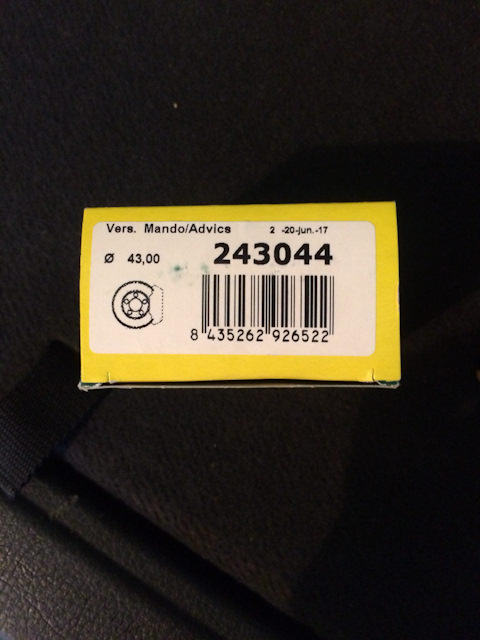 Vers. Mando/Advics 2 -20-jun.-17
Ø 43,00 243044
8 435262 926522